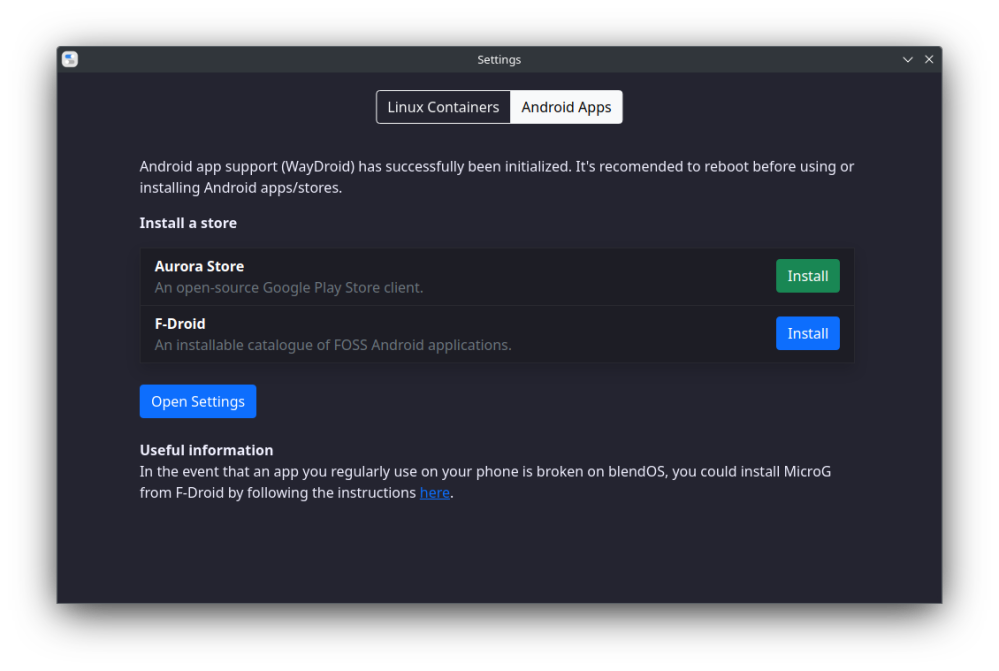 Settings
Linux Containers
Android Apps
Android app support (WayDroid) has successfully been initialized. It's recomended to reboot before using or
installing Android apps/stores.
Install a store
Aurora Store
An open-source Google Play Store client.
Install
F-Droid
An installable catalogue of FOSS Android applications.
Install
Open Settings
Useful information
In the event that an app you regularly use on your phone is broken on blendOS, you could install MicroG
from F-Droid by following the instructions here.